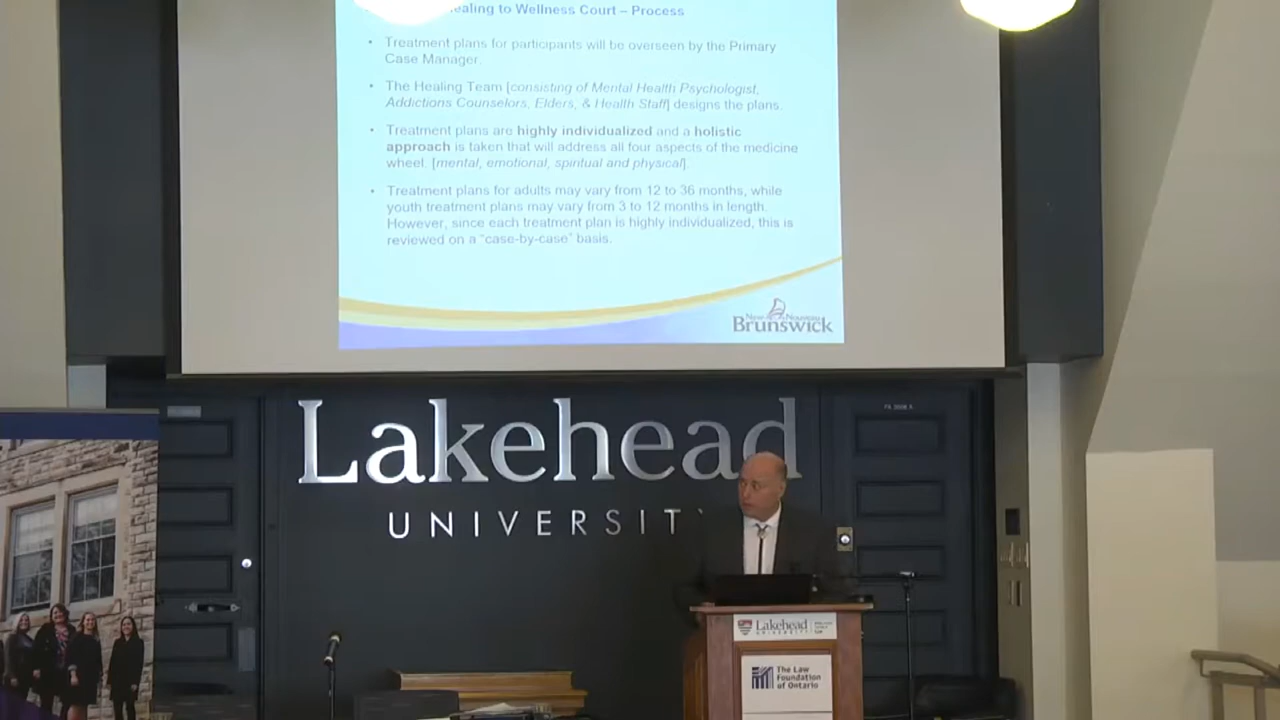 ealing to Wellness Court – Process
• Treatment plans for participants will be overseen by the Primary
Case Manager.
• The Healing Team [consisting of Mental Health Psychologist,
Addictions Counselors, Elders, & Health Staff] designs the plans.
• Treatment plans are highly individualized and a holistic
approach is taken that will address all four aspects of the medicine
wheel. [mental, emotional, spiritual and physical].
• Treatment plans for adults may vary from 12 to 36 months, while
youth treatment plans may vary from 3 to 12 months in length.
However, since each treatment plan is highly individualized, this is
reviewed on a “case-by-case” basis.
New Nouveau
Brunswick
Lakehead
UNIVERSIT
Lakehead
UNIVERSITY
The Law
Foundation
of Ontario